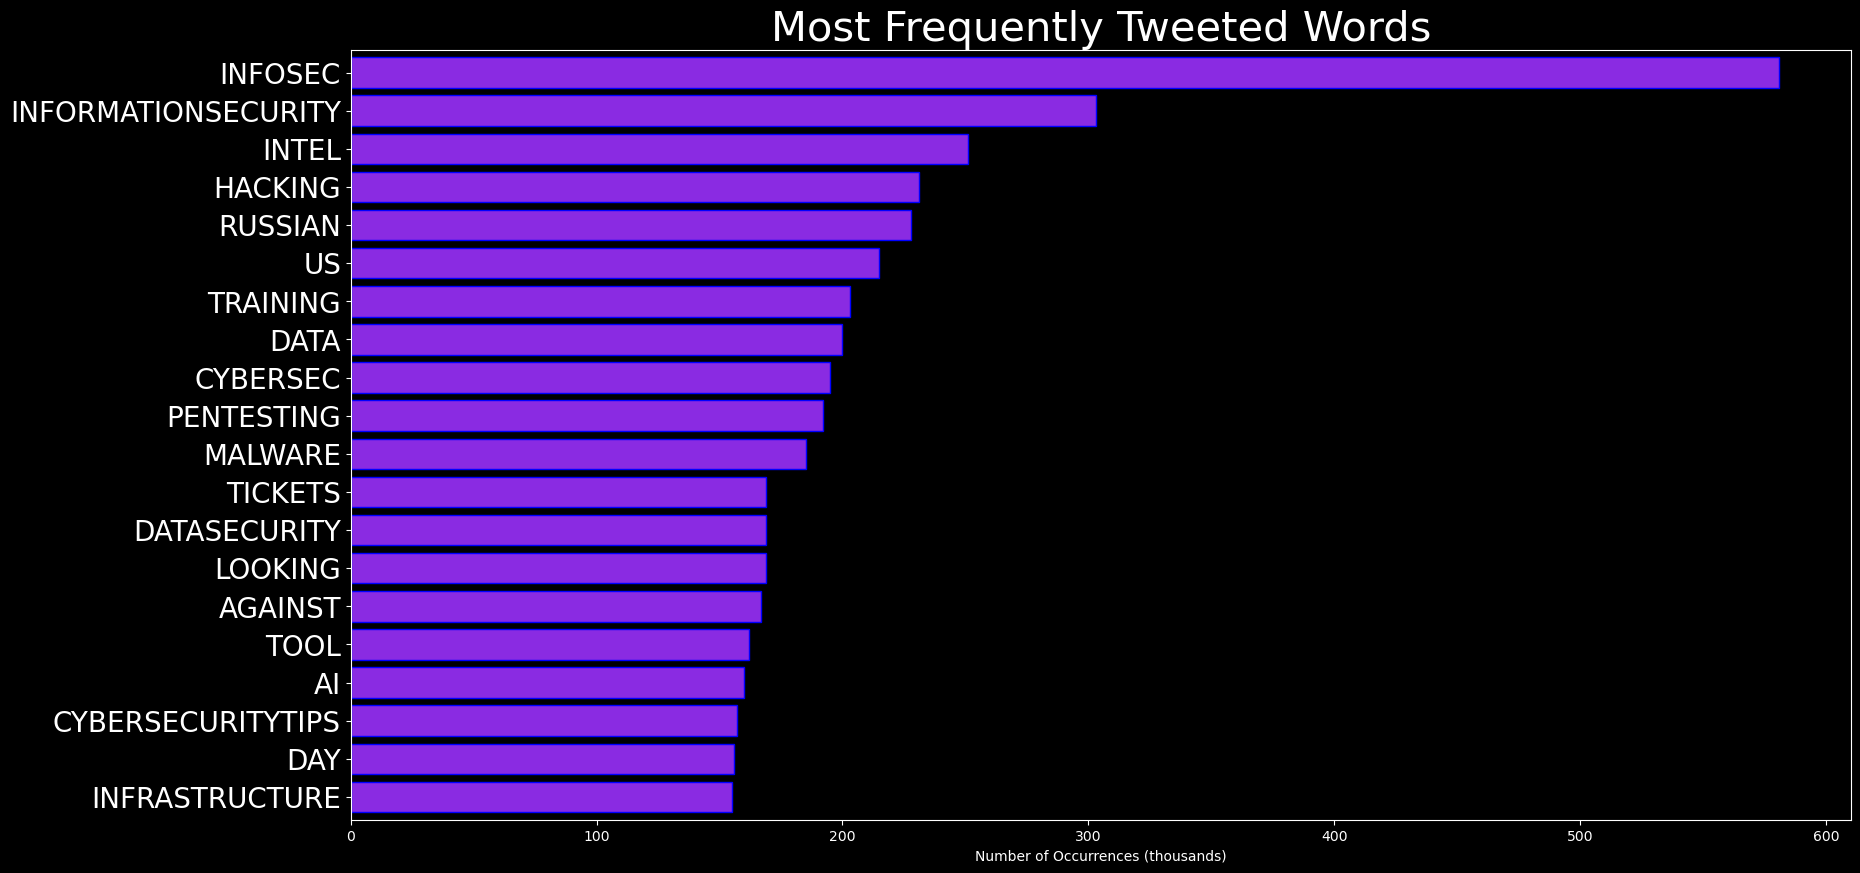 Most Frequently Tweeted Words
INFOSEC
INFORMATIONSECURITY
INTEL
HACKING
RUSSIAN
US
TRAINING
DATA
CYBERSEC
PENTESTING
MALWARE
TICKETS
DATASECURITY
LOOKING
AGAINST
TOOL
AI
CYBERSECURITYTIPS
DAY
INFRASTRUCTURE
0 100 200 300 400 500 600
Number of Occurrences (thousands)